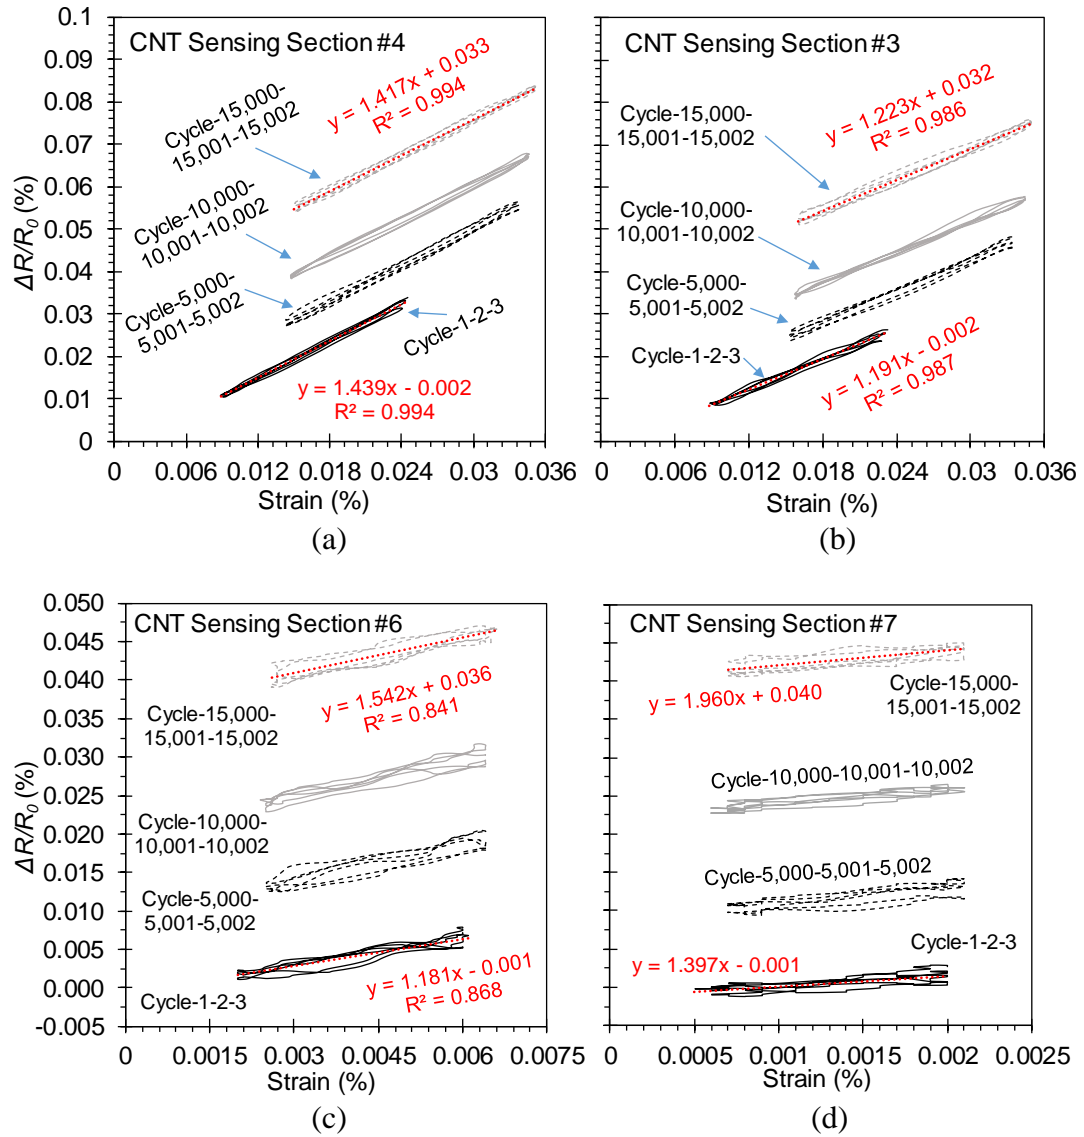 CNT Sensing Section #4
0.1
0.09
0.08
0.07
0.06
0.05
0.04
0.03
0.02
0.01
0
ΔR/R0 (%)
y = 1.417x + 0.033
R² = 0.994
Cycle-15,000-
15,001-15,002
Cycle-10,000-
10,001-10,002
Cycle-5,000-
5,001-5,002
Cycle-1-2-3
y = 1.439x - 0.002
R² = 0.994
0 0.006 0.012 0.018 0.024 0.03 0.036
Strain (%)
(a)
CNT Sensing Section #3
y = 1.223x + 0.032
R² = 0.986
Cycle-15,000-
15,001-15,002
Cycle-10,000-
10,001-10,002
Cycle-5,000-
5,001-5,002
Cycle-1-2-3
y = 1.191x - 0.002
R² = 0.987
0 0.006 0.012 0.018 0.024 0.03 0.036
Strain (%)
(b)
CNT Sensing Section #6
0.050
0.045
0.040
0.035
0.030
0.025
0.020
0.015
0.010
0.005
0.000
-0.005
ΔR/R0 (%)
y = 1.542x + 0.036
R² = 0.841
Cycle-15,000-
15,001-15,002
Cycle-10,000-
10,001-10,002
Cycle-5,000-
5,001-5,002
Cycle-1-2-3
y = 1.181x - 0.001
R² = 0.868
0 0.0015 0.003 0.0045 0.006 0.0075
Strain (%)
(c)
CNT Sensing Section #7
y = 1.960x + 0.040
Cycle-15,000-
15,001-15,002
Cycle-10,000-10,001-10,002
Cycle-5,000-5,001-5,002
Cycle-1-2-3
y = 1.397x - 0.001
0 0.0005 0.001 0.0015 0.002 0.0025
Strain (%)
(d)